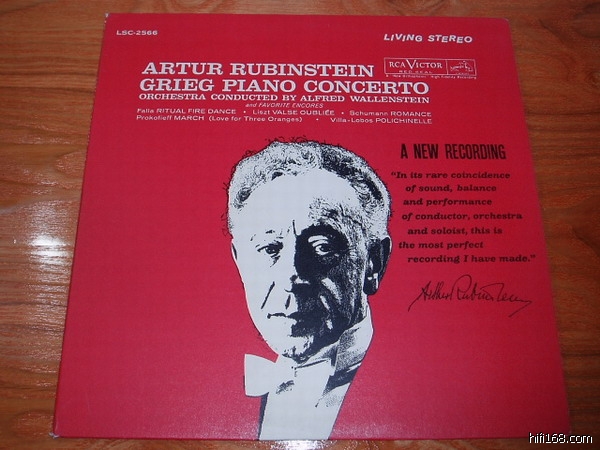 LSC-2566
LIVING STEREO
RCA VICTOR
RED SEAL
ARTUR RUBINSTEIN
GRIEG PIANO CONCERTO
ORCHESTRA CONDUCTED BY ALFRED WALLENSTEIN
and FAVORITE ENCORES
Falla RITUAL FIRE DANCE • Liszt VALSE OUBLIÉE • Schumann ROMANCE
Prokofieff MARCH (Love for Three Oranges) • Villa-Lobos POLICHINELLE
A NEW RECORDING
"In its rare coincidence
of sound, balance
and performance
of conductor, orchestra
and soloist, this is
the most perfect
recording I have made."
Arthur Rubinstein
hifi168.com